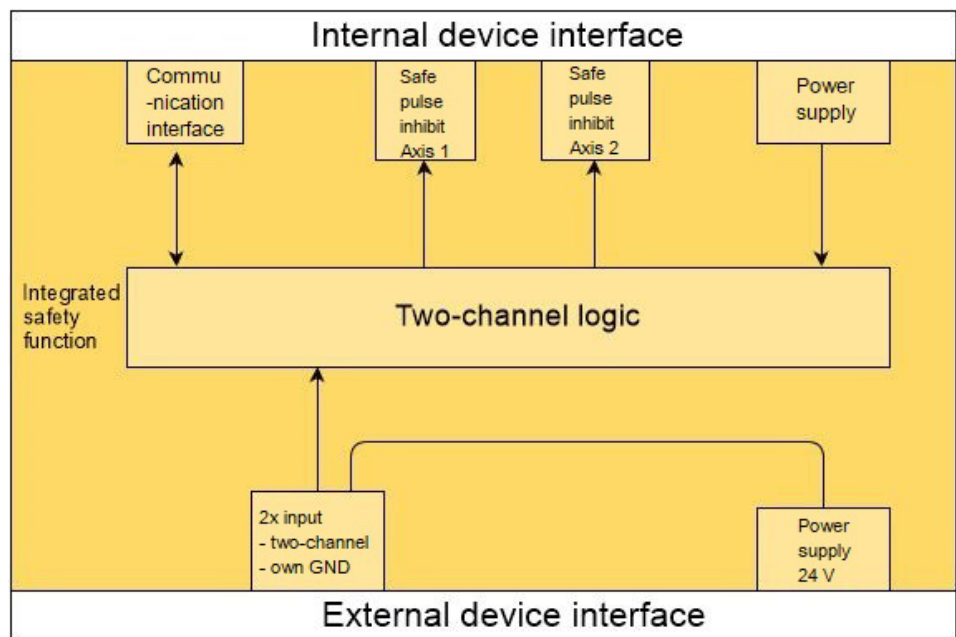 Internal device interface
Commu
-nication
interface
Safe
pulse
inhibit
Axis 1
Safe
pulse
inhibit
Axis 2
Power
supply
Integrated
safety
function
Two-channel logic
2x input
- two-channel
- own GND
Power
supply
24 V
External device interface